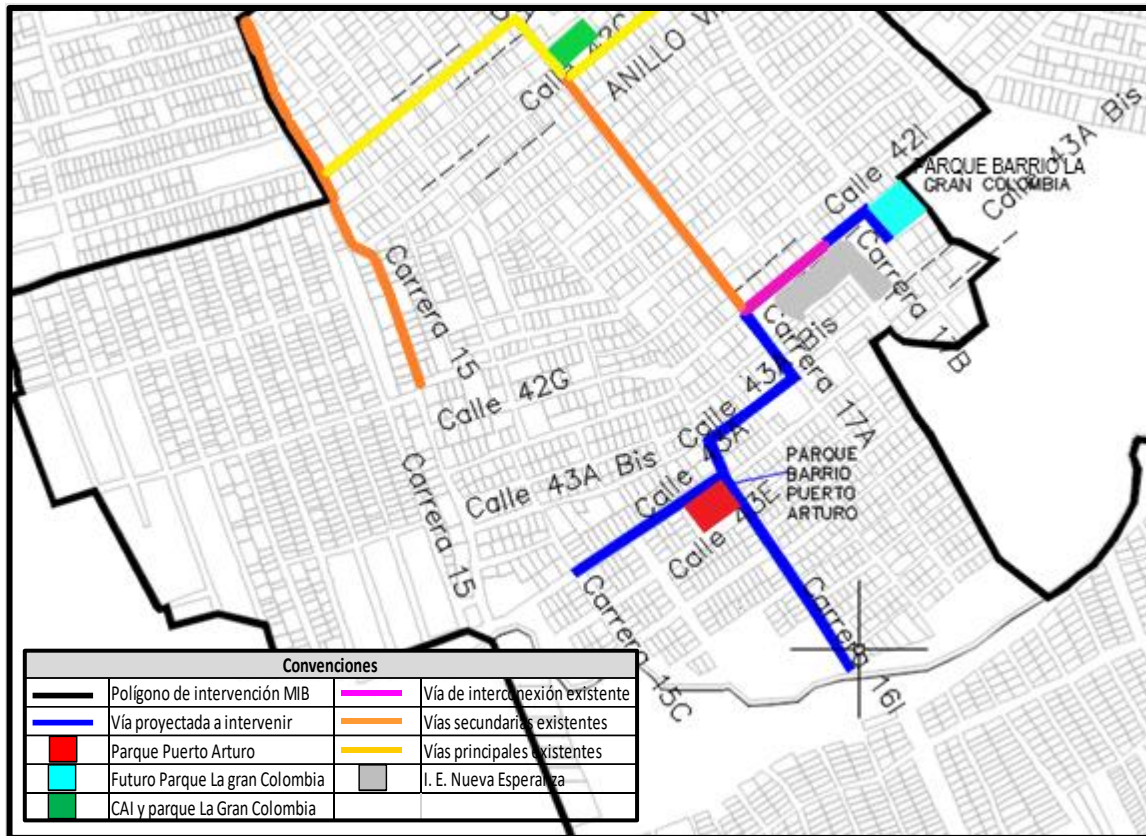 Calle 42C
ANILLO
Calle 42I
Calle 43A Bis
PARQUE BARRIO LA
GRAN COLOMBIA
Carrera 15
Carrera 17B
Calle 42G
Calle 43A Bis
Carrera 17A
Calle 43A
Calle 43A Bis
Carrera 15
PARQUE
BARRIO
PUERTO
ARTURO
Calle 43E
Carrera 15C
Carrera 16I
Convenciones
Polígono de intervención MIB
Vía de interconexión existente
Vía proyectada a intervenir
Vías secundarias existentes
Parque Puerto Arturo
Vías principales existentes
Futuro Parque La gran Colombia
I. E. Nueva Esperanza
CAI y parque La Gran Colombia